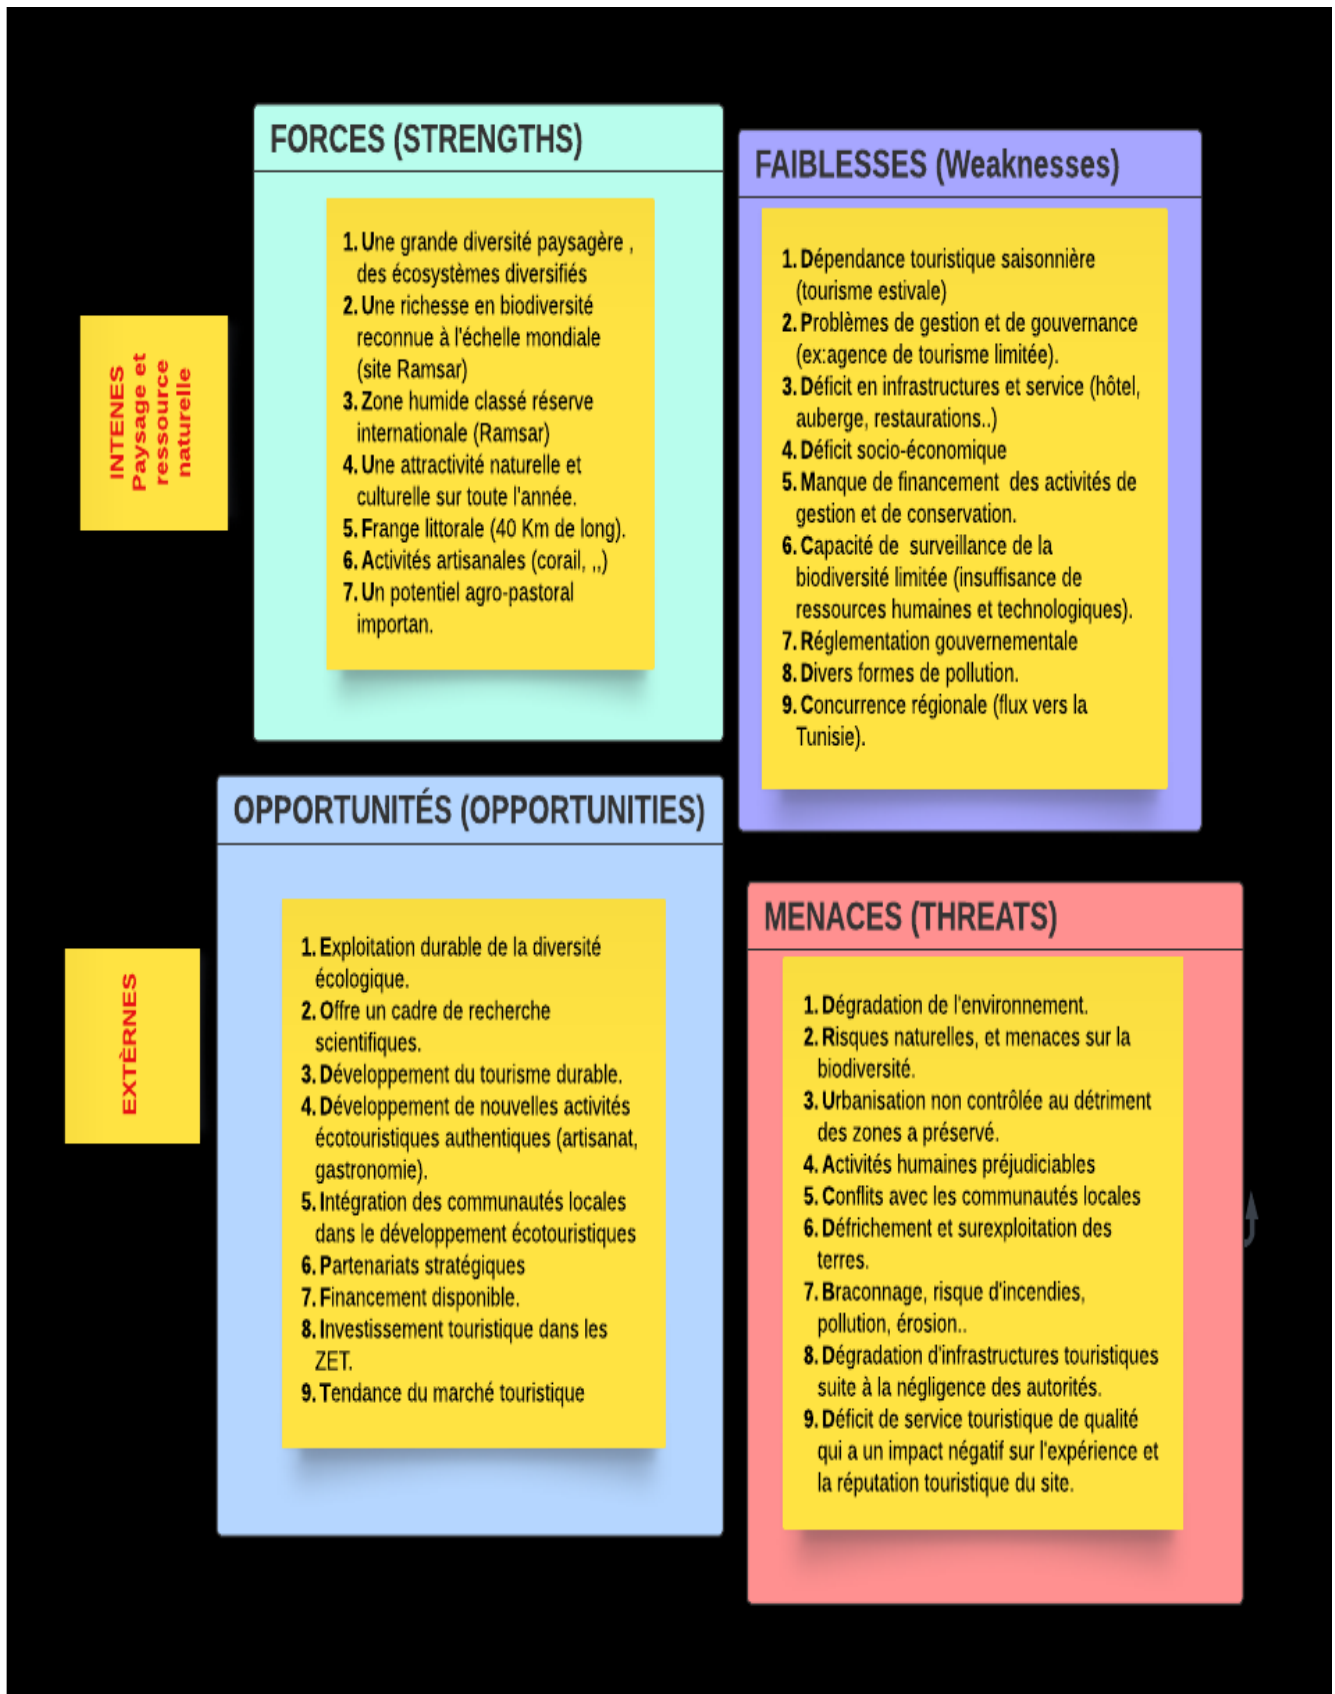 FORCES (STRENGTHS)
1. Une grande diversité paysagère ,
des écosystèmes diversifiés
2. Une richesse en biodiversité
reconnue à l'échelle mondiale
(site Ramsar)
3. Zone humide classé réserve
internationale (Ramsar)
4. Une attractivité naturelle et
culturelle sur toute l'année.
5. Frange littorale (40 Km de long).
6. Activités artisanales (corail, ,,)
7. Un potentiel agro-pastoral
importan.
FAIBLESSES (Weaknesses)
1. Dépendance touristique saisonnière
(tourisme estivale)
2. Problèmes de gestion et de gouvernance
(ex:agence de tourisme limitée).
3. Déficit en infrastructures et service (hôtel,
auberge, restaurations..)
4. Déficit socio-économique
5. Manque de financement des activités de
gestion et de conservation.
6. Capacité de surveillance de la
biodiversité limitée (insuffisance de
ressources humaines et technologiques).
7. Réglementation gouvernementale
8. Divers formes de pollution.
9. Concurrence régionale (flux vers la
Tunisie).
INTENES
Paysage et
ressource
naturelle
OPPORTUNITÉS (OPPORTUNITIES)
1. Exploitation durable de la diversité
écologique.
2. Offre un cadre de recherche
scientifiques.
3. Développement du tourisme durable.
4. Développement de nouvelles activités
écotouristiques authentiques (artisanat,
gastronomie).
5. Intégration des communautés locales
dans le développement écotouristiques
6. Partenariats stratégiques
7. Financement disponible.
8. Investissement touristique dans les
ZET.
9. Tendance du marché touristique
MENACES (THREATS)
1. Dégradation de l'environnement.
2. Risques naturelles, et menaces sur la
biodiversité.
3. Urbanisation non contrôlée au détriment
des zones a préservé.
4. Activités humaines préjudiciables
5. Conflits avec les communautés locales
6. Défrichement et surexploitation des
terres.
7. Braconnage, risque d'incendies,
pollution, érosion..
8. Dégradation d'infrastructures touristiques
suite à la négligence des autorités.
9. Déficit de service touristique de qualité
qui a un impact négatif sur l'expérience et
la réputation touristique du site.
EXTÈRNES